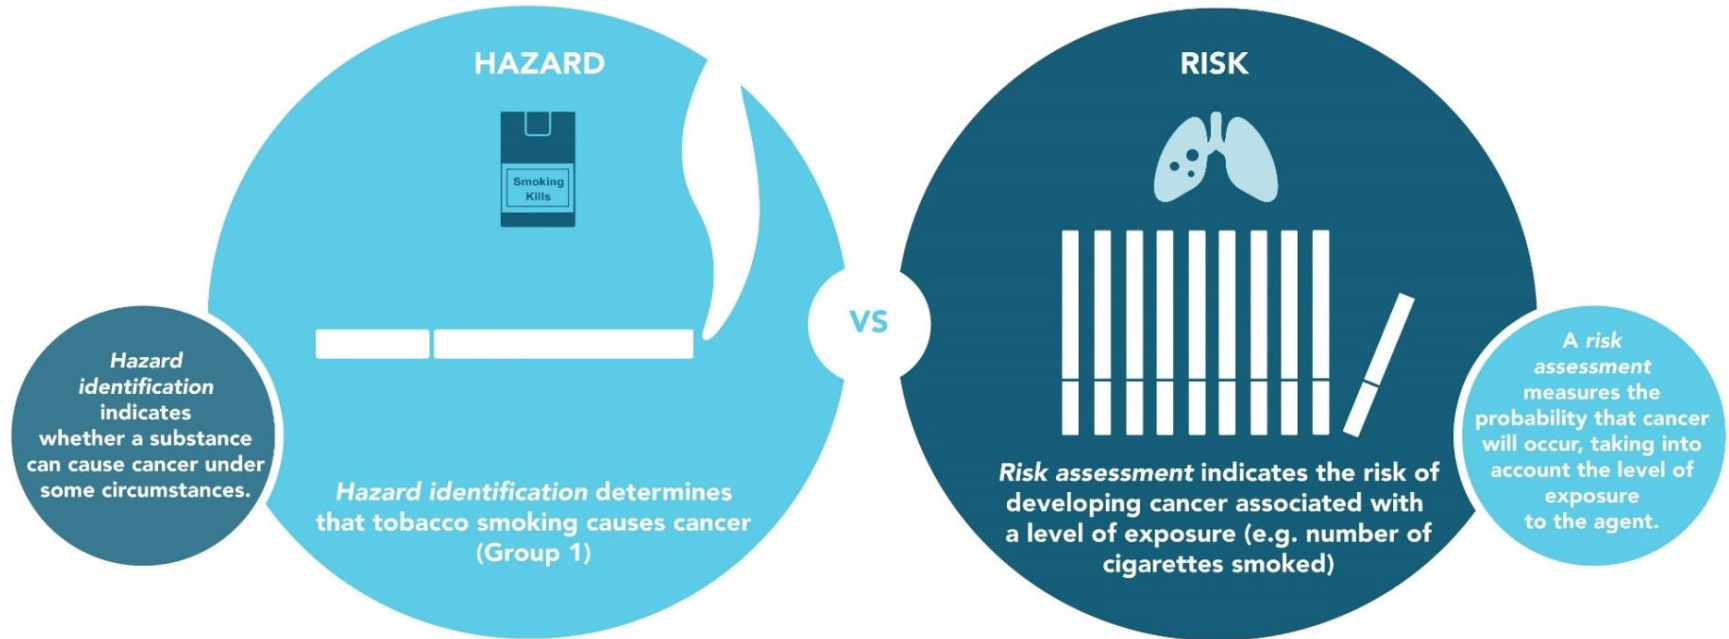 HAZARD
Smoking
Kills
Hazard
identification
indicates
whether a substance
can cause cancer under
some circumstances.
Hazard identification determines
that tobacco smoking causes cancer
(Group 1)
VS
RISK
Risk assessment indicates the risk of
developing cancer associated with
a level of exposure (e.g. number of
cigarettes smoked)
A risk
assessment
measures the
probability that cancer
will occur, taking into
account the level of
exposure
to the agent.